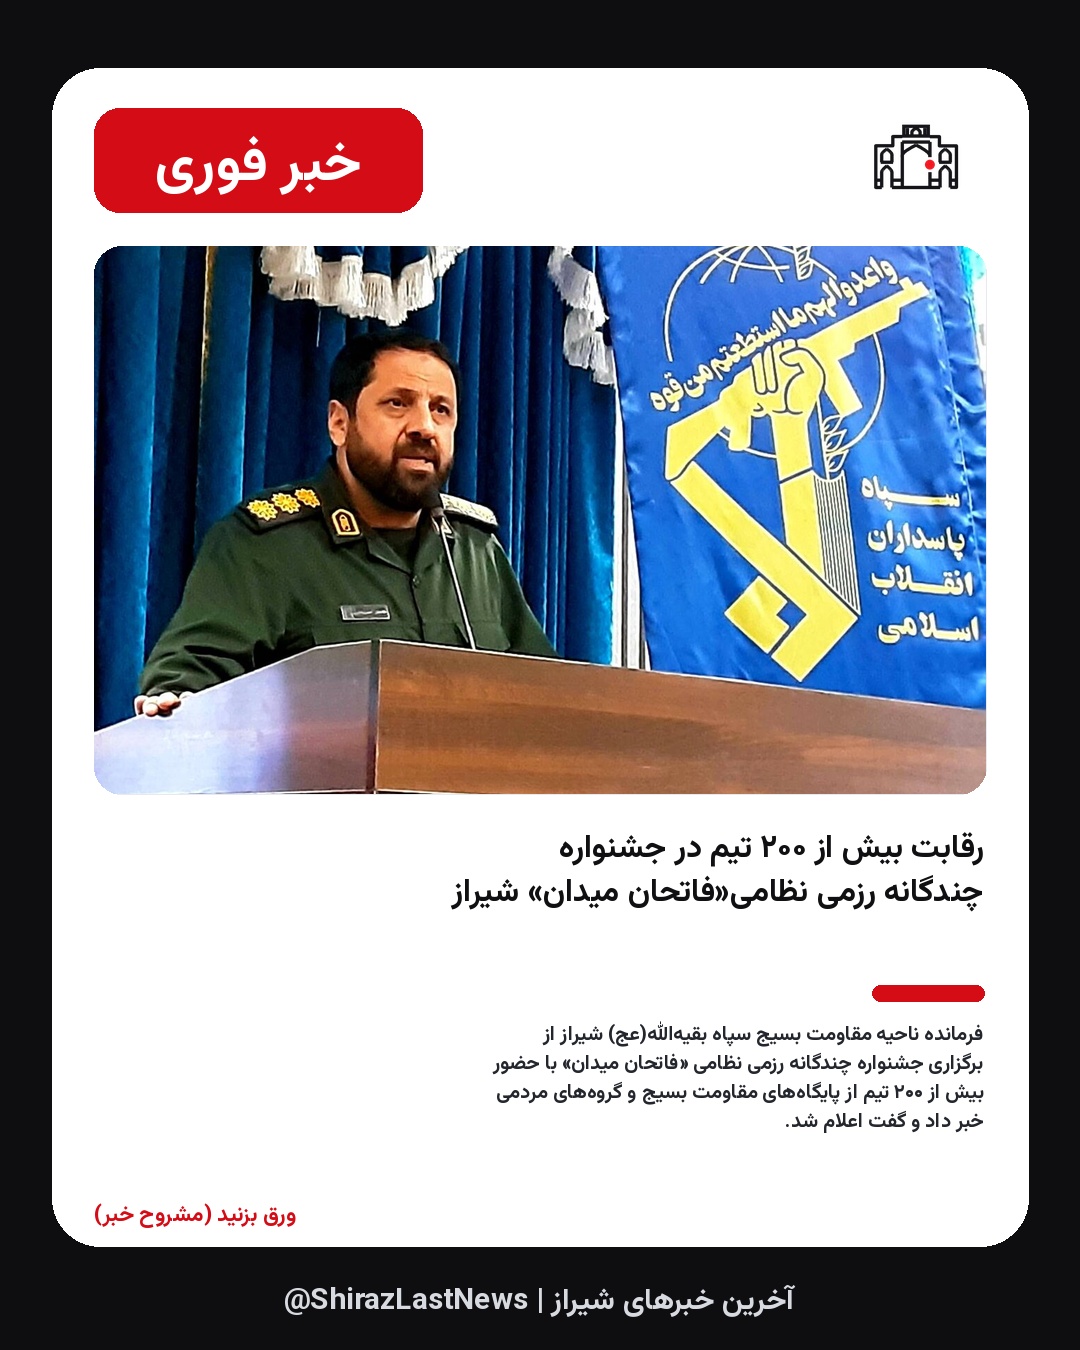 خبر فوری
واعدوا لهم ما استطعتم من قوه
سپاه
پاسداران
انقلاب
اسلامی
رقابت بیش از ۲۰۰ تیم در جشنواره
چندگانه رزمی نظامی«فاتحان میدان» شیراز
فرمانده ناحیه مقاومت بسیج سپاه بقیه‌الله(عج) شیراز از
برگزاری جشنواره چندگانه رزمی نظامی «فاتحان میدان» با حضور
بیش از ۲۰۰ تیم از پایگاه‌های مقاومت بسیج و گروه‌های مردمی
خبر داد و گفت اعلام شد.
ورق بزنید (مشروح خبر)
آخرین خبرهای شیراز | @ShirazLastNews